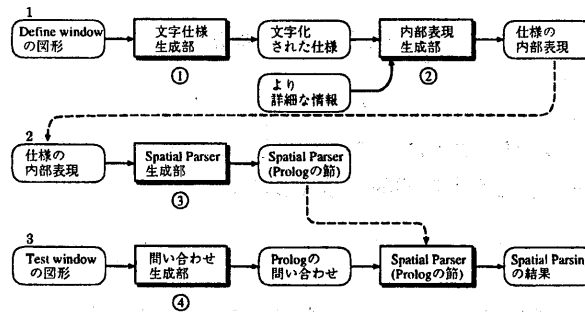 1
Define window
の図形
文字仕様
生成部
①
文字化
された仕様
より
詳細な情報
内部表現
生成部
②
仕様の
内部表現
2
仕様の
内部表現
Spatial Parser
生成部
③
Spatial Parser
(Prologの節)
3
Test window
の図形
問い合わせ
生成部
④
Prologの
問い合わせ
Spatial Parser
(Prologの節)
Spatial Parsin
の結果